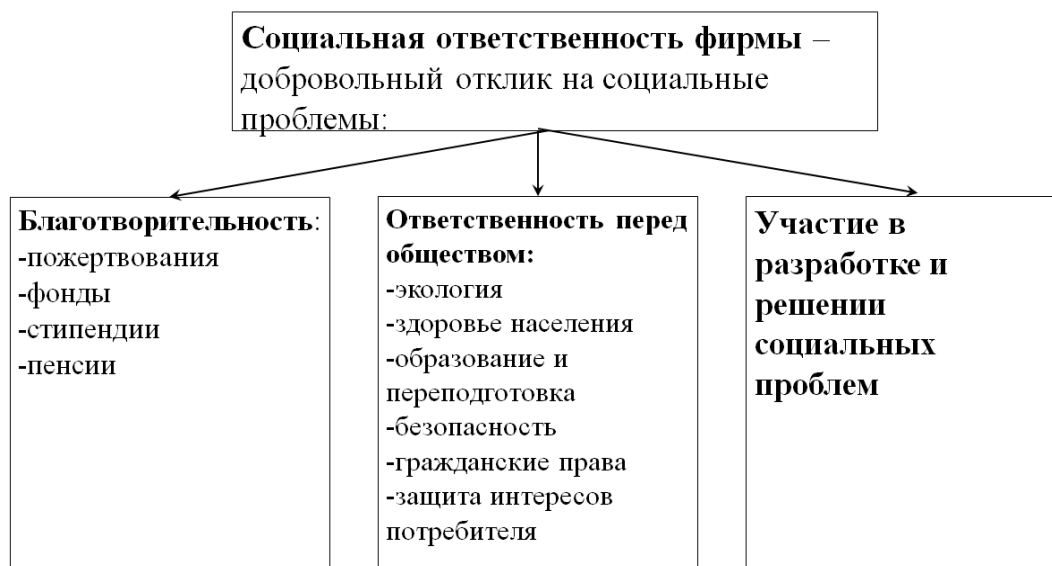 Социальная ответственность фирмы –
добровольный отклик на социальные
проблемы:
Благотворительность:
-пожертвования
-фонды
-стипендии
-пенсии
Ответственность перед
обществом:
-экология
-здоровье населения
-образование и
переподготовка
-безопасность
-гражданские права
-защита интересов
потребителя
Участие в
разработке и
решении
социальных
проблем